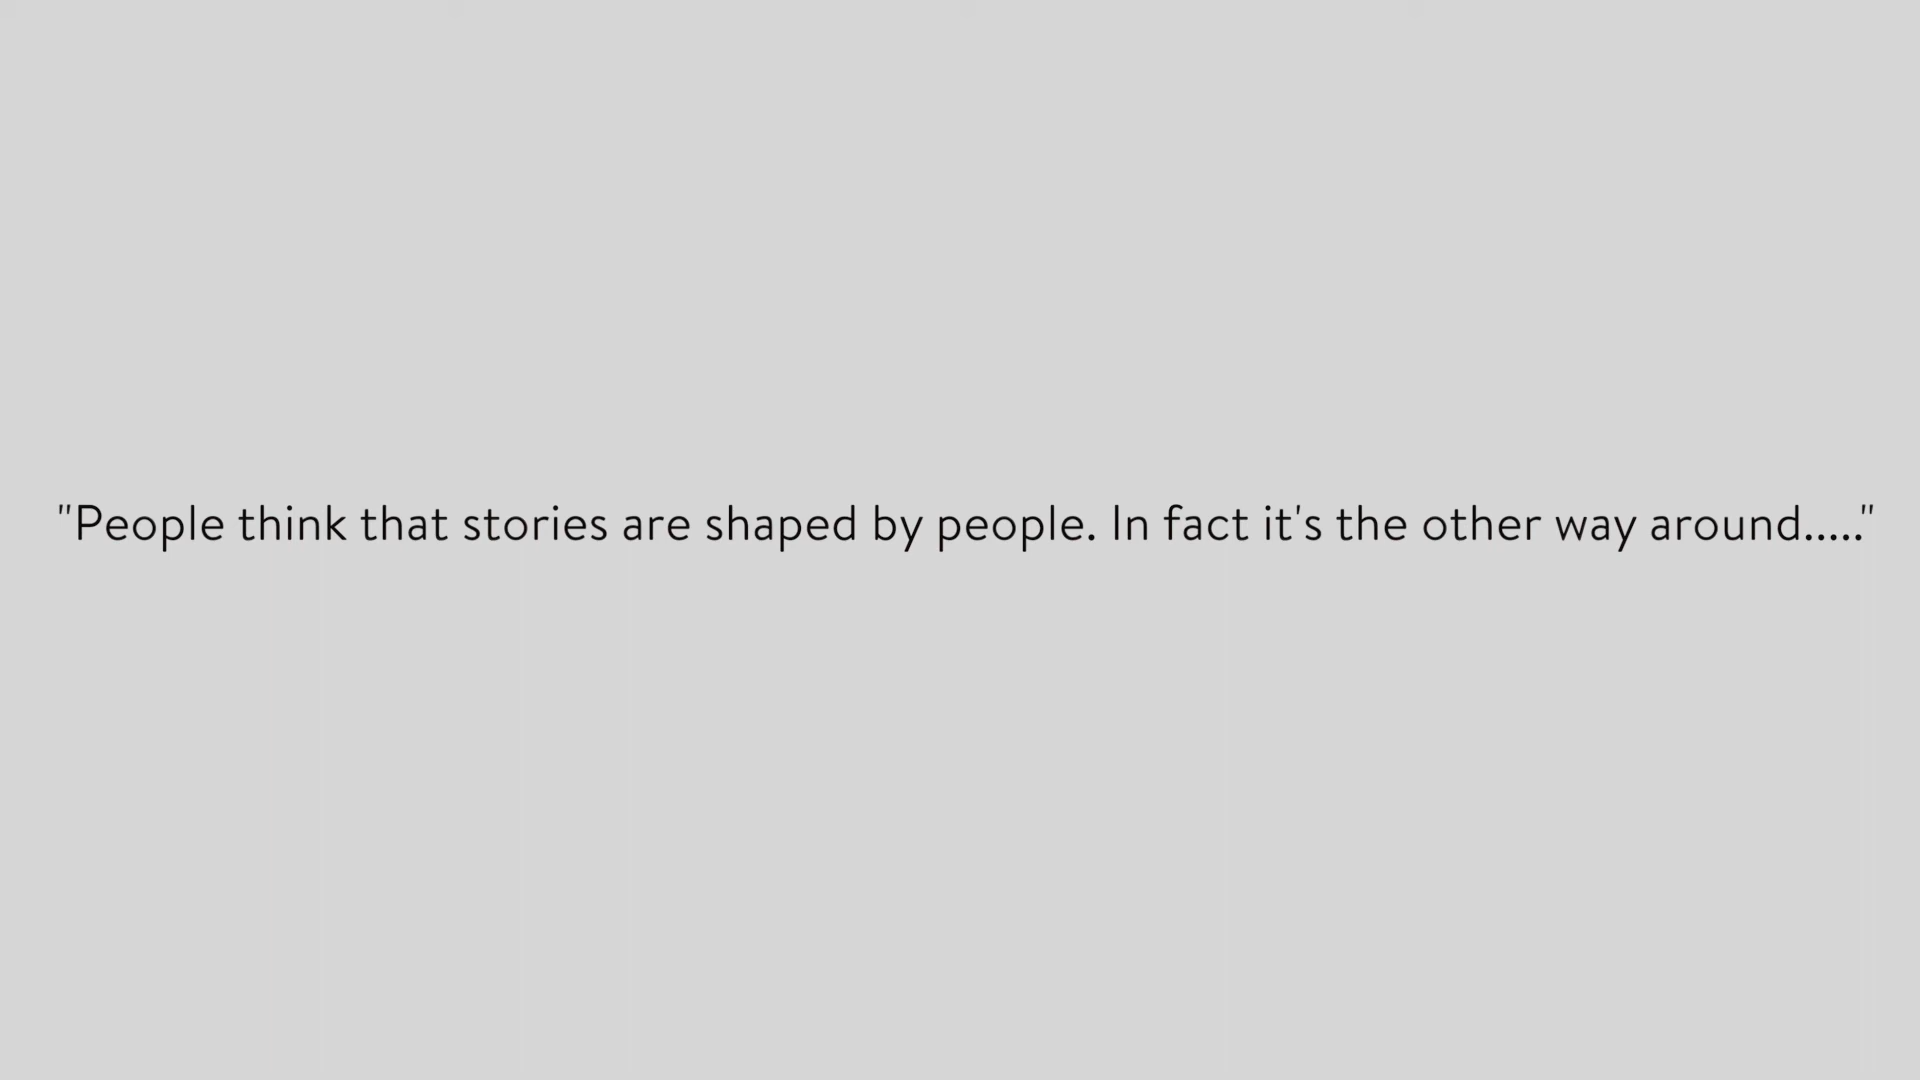 "People think that stories are shaped by people. In fact it's the other way around....."